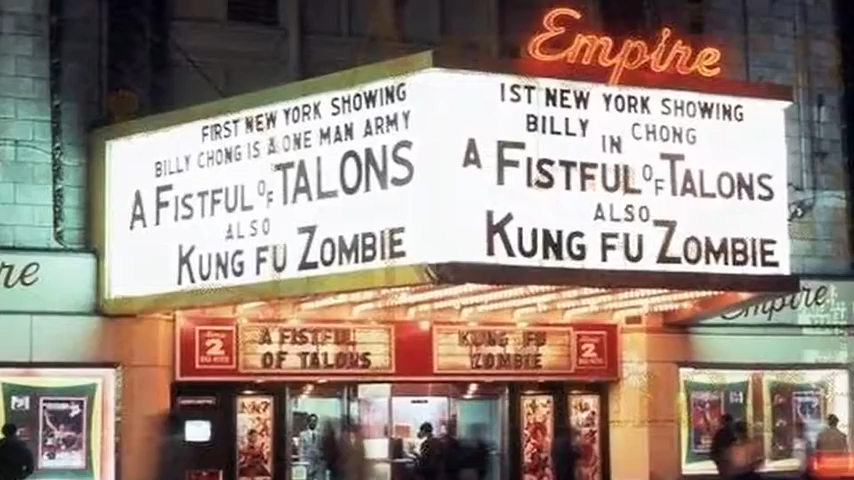 Empire
FIRST NEW YORK SHOWING
BILLY CHONG IS A ONE MAN ARMY
A FISTFUL OF TALONS
ALSO
KUNG FU ZOMBIE
1ST NEW YORK SHOWING
BILLY CHONG
IN
A FISTFUL OF TALONS
ALSO
KUNG FU ZOMBIE
re
Empire
2
A FISTFUL
OF TALONS
KUNG FU
ZOMBIE
2